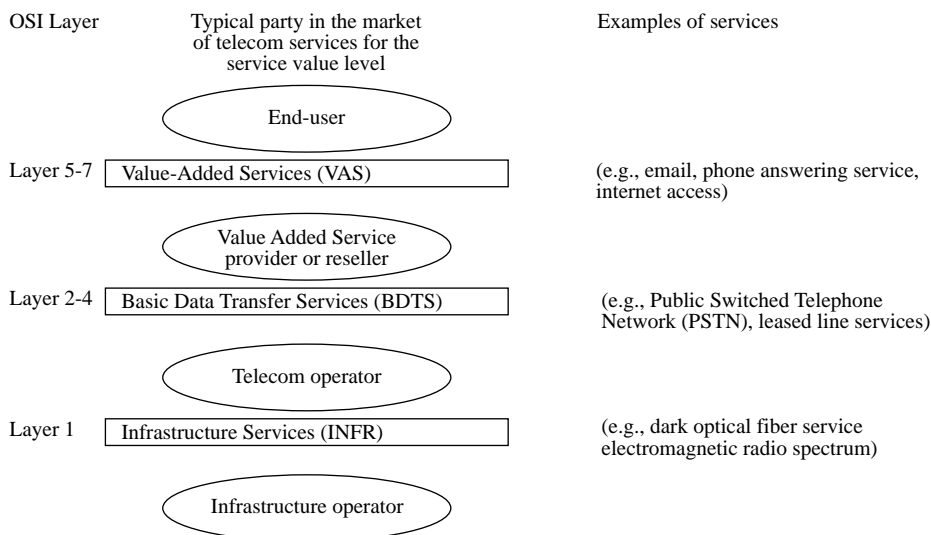 OSI Layer
Typical party in the market
of telecom services for the
service value level
Examples of services
End-user
Layer 5-7
Value-Added Services (VAS)
(e.g., email, phone answering service,
internet access)
Value Added Service
provider or reseller
Layer 2-4
Basic Data Transfer Services (BDTS)
(e.g., Public Switched Telephone
Network (PSTN), leased line services)
Telecom operator
Layer 1
Infrastructure Services (INFR)
(e.g., dark optical fiber service
electromagnetic radio spectrum)
Infrastructure operator